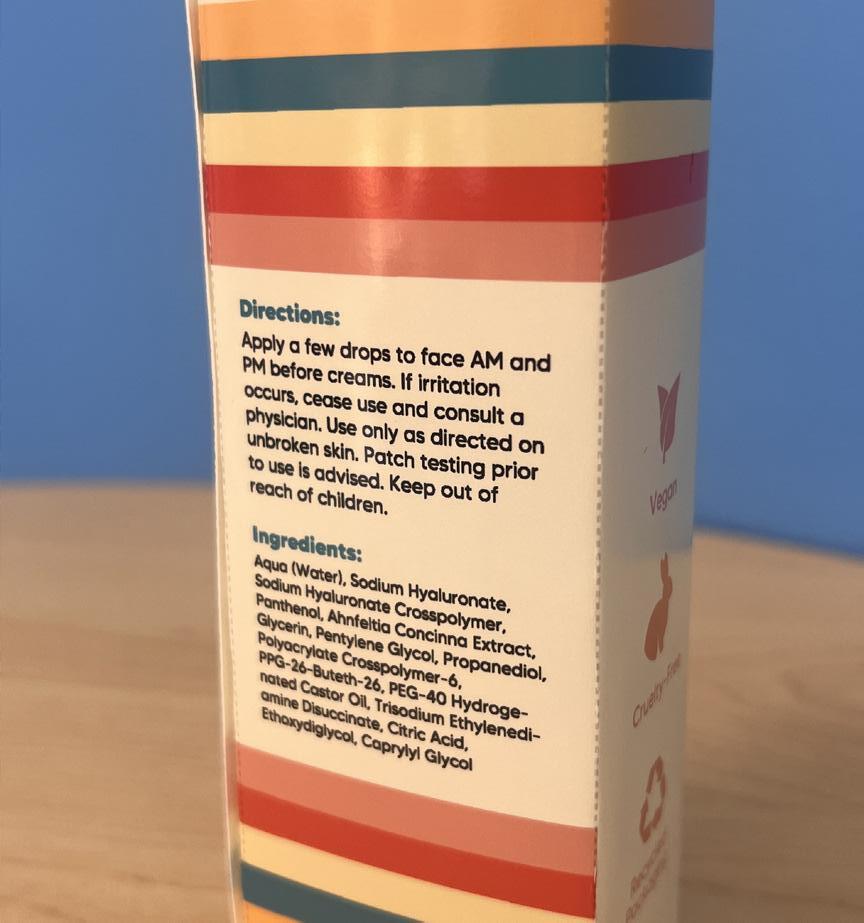 Directions:
Apply a few drops to face AM and
PM before creams. If irritation
occurs, cease use and consult a
physician. Use only as directed on
unbroken skin. Patch testing prior
to use is advised. Keep out of
reach of children.
Ingredients:
Aqua (Water), Sodium Hyaluronate,
Sodium Hyaluronate Crosspolymer,
Panthenol, Ahnfeltia Concinna Extract,
Glycerin, Pentylene Glycol, Propanediol,
Polyacrylate Crosspolymer-6,
PPG-26-Buteth-26, PEG-40 Hydroge-
nated Castor Oil, Trisodium Ethylenedi-
amine Disuccinate, Citric Acid,
Ethoxydiglycol, Caprylyl Glycol
Vegan
Cruelty-Free